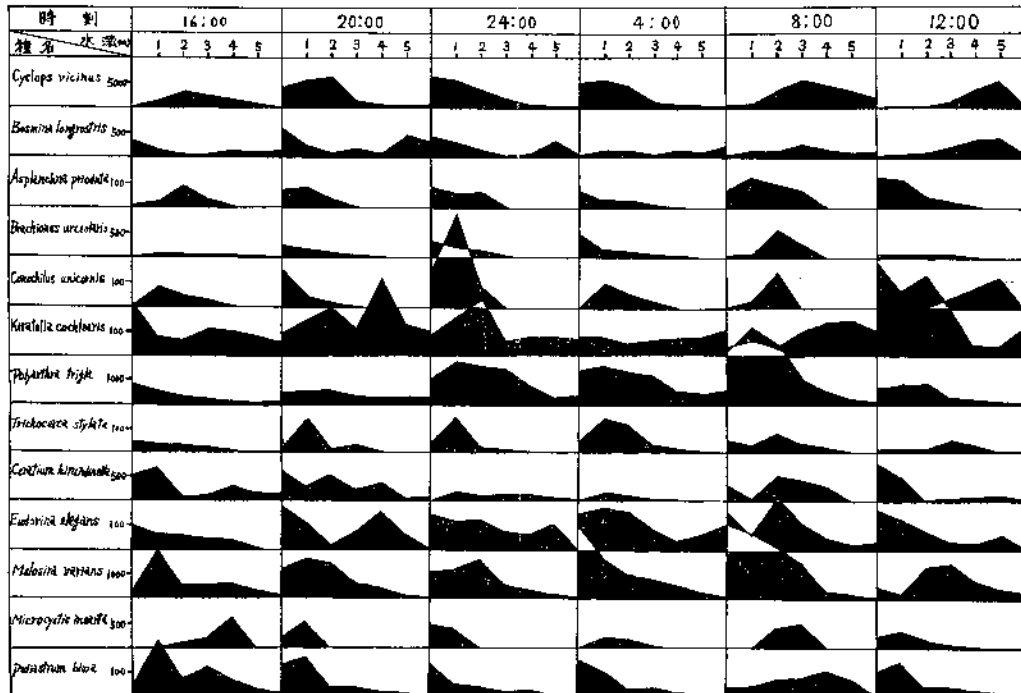 時 刻 16:00 20:00 24:00 4:00 8:00 12:00
種名 水深(m) 1 2 3 4 5 1 2 3 4 5 1 2 3 4 5 1 2 3 4 5 1 2 3 4 5 1 2 3 4 5
Cyclops vicinus 5000
Bosmina longirostris 500
Asplanchna priodata 100
Brachionus urceolaris 500
Conochilus unicornis 100
Keratella cochlearis 100
Polyarthra trigla 1000
Trichocerca stylata 100
Ceratium hirundinella 500
Eudorina elegans 200
Melosira varians 1000
Microcystis 500
Pediastrum 100